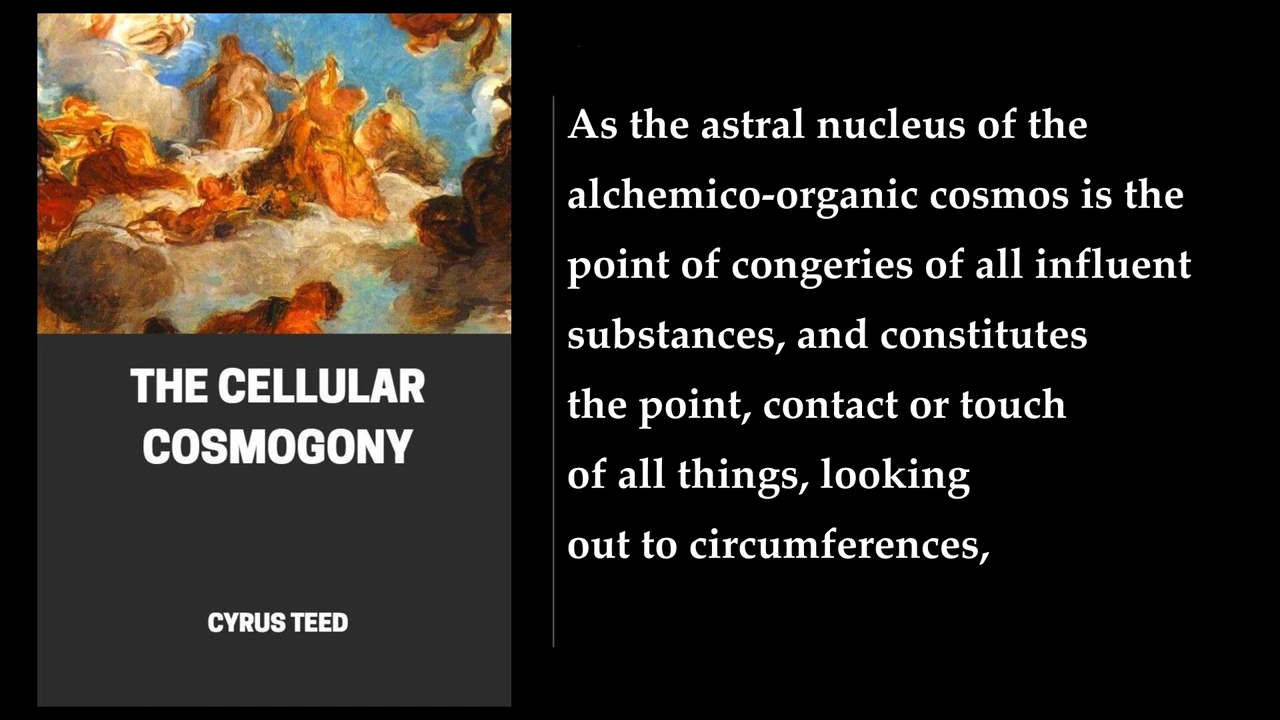 THE CELLULAR
COSMOGONY
CYRUS TEED
As the astral nucleus of the
alchemico-organic cosmos is the
point of congeries of all influent
substances, and constitutes
the point, contact or touch
of all things, looking
out to circumferences,